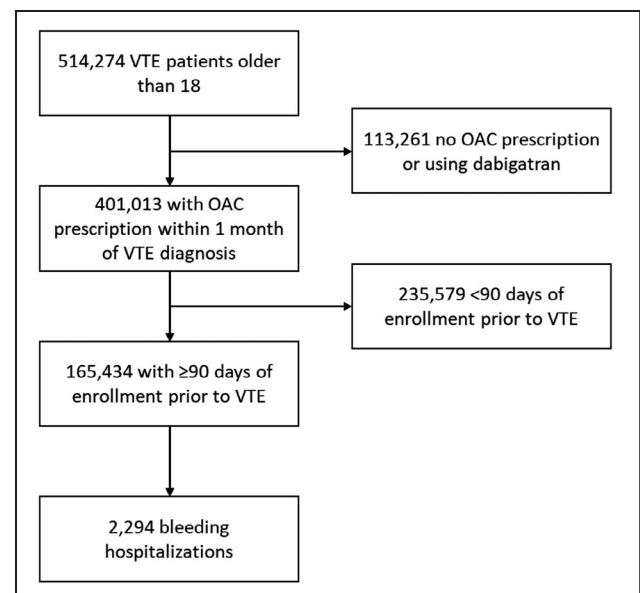 514,274 VTE patients older
than 18
113,261 no OAC prescription
or using dabigatran
401,013 with OAC
prescription within 1 month
of VTE diagnosis
235,579 <90 days of
enrollment prior to VTE
165,434 with ≥90 days of
enrollment prior to VTE
2,294 bleeding
hospitalizations